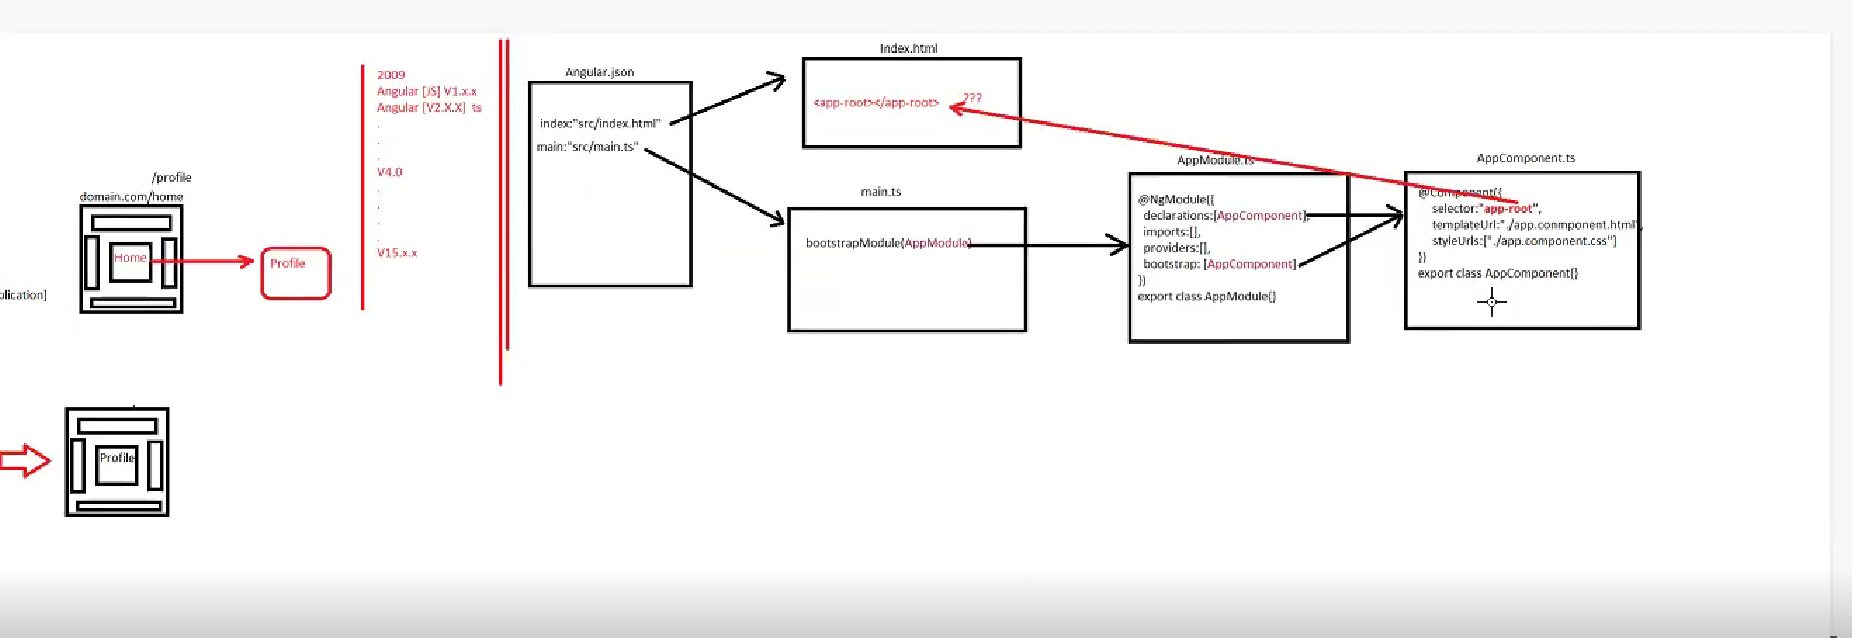 /profile
domain.com/home
Home
Profile
plication]
Profile
2009
Angular [JS] V1.x.x
Angular [V2.X.X] ts
.
.
.
V4.0
.
.
.
.
V15.x.x
Angular.json
index:"src/index.html"
main:"src/main.ts"
Index.html
<app-root></app-root> ???
main.ts
bootstrapModule(AppModule)
AppModule.ts
@NgModule({
declarations:[AppComponent],
imports:[],
providers:[],
bootstrap: [AppComponent]
})
export class AppModule{}
AppComponent.ts
@Component({
selector:"app-root",
templateUrl:"./app.conmponent.html",
styleUrls:["./app.component.css"]
})
export class AppComponent{}